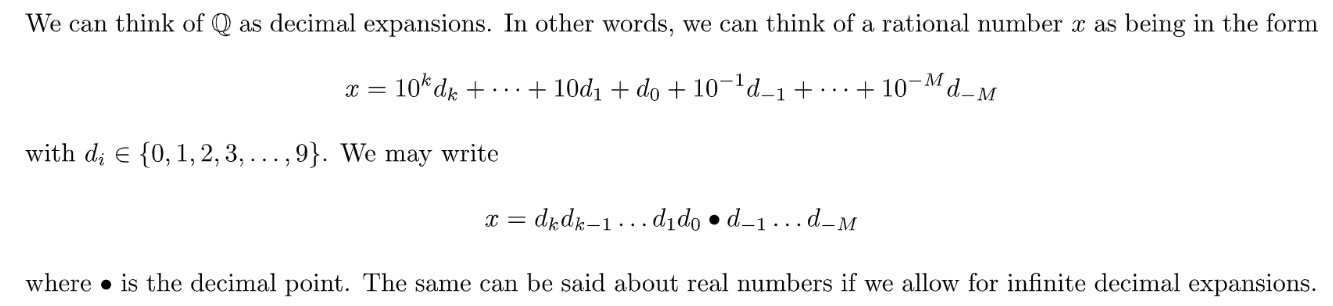 We can think of ℚ as decimal expansions. In other words, we can think of a rational number x as being in the form
x = 10^k d_k + ⋯ + 10d_1 + d_0 + 10^{−1}d_{−1} + ⋯ + 10^{−M}d_{−M}
with d_i ∈ {0, 1, 2, 3, . . . , 9}. We may write
x = d_k d_{k−1} . . . d_1 d_0 • d_{−1} . . . d_{−M}
where • is the decimal point. The same can be said about real numbers if we allow for infinite decimal expansions.